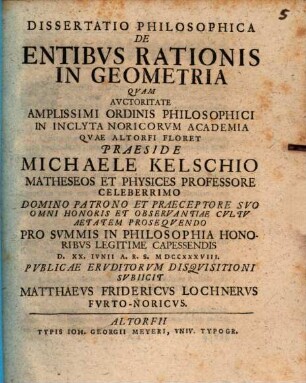 5
DISSERTATIO PHILOSOPHICA
DE
ENTIBVS RATIONIS
IN GEOMETRIA
QVAM
AVCTORITATE
AMPLISSIMI ORDINIS PHILOSOPHICI
IN INCLYTA NORICORVM ACADEMIA
QVAE ALTORFI FLORET
PRAESIDE
MICHAELE KELSCHIO
MATHESEOS ET PHYSICES PROFESSORE
CELEBERRIMO
DOMINO PATRONO ET PRAECEPTORE SVO
OMNI HONORIS ET OBSERVANTIAE CVLTV
AETATEM PROSEQVENDO
PRO SVMMIS IN PHILOSOPHIA HONO-
RIBVS LEGITIME CAPESSENDIS
D. XX. IVNII A. R. S. MDCCXXXVIII.
PVBLICAE ERVDITORVM DISQVISITIONI
SVBIICIT
MATTHAEVS FRIDERICVS LOCHNERVS
FVRTO-NORICVS.
ALTORFII
TYPIS IOH. GEORGII MEYERI, VNIV. TYPOGR.